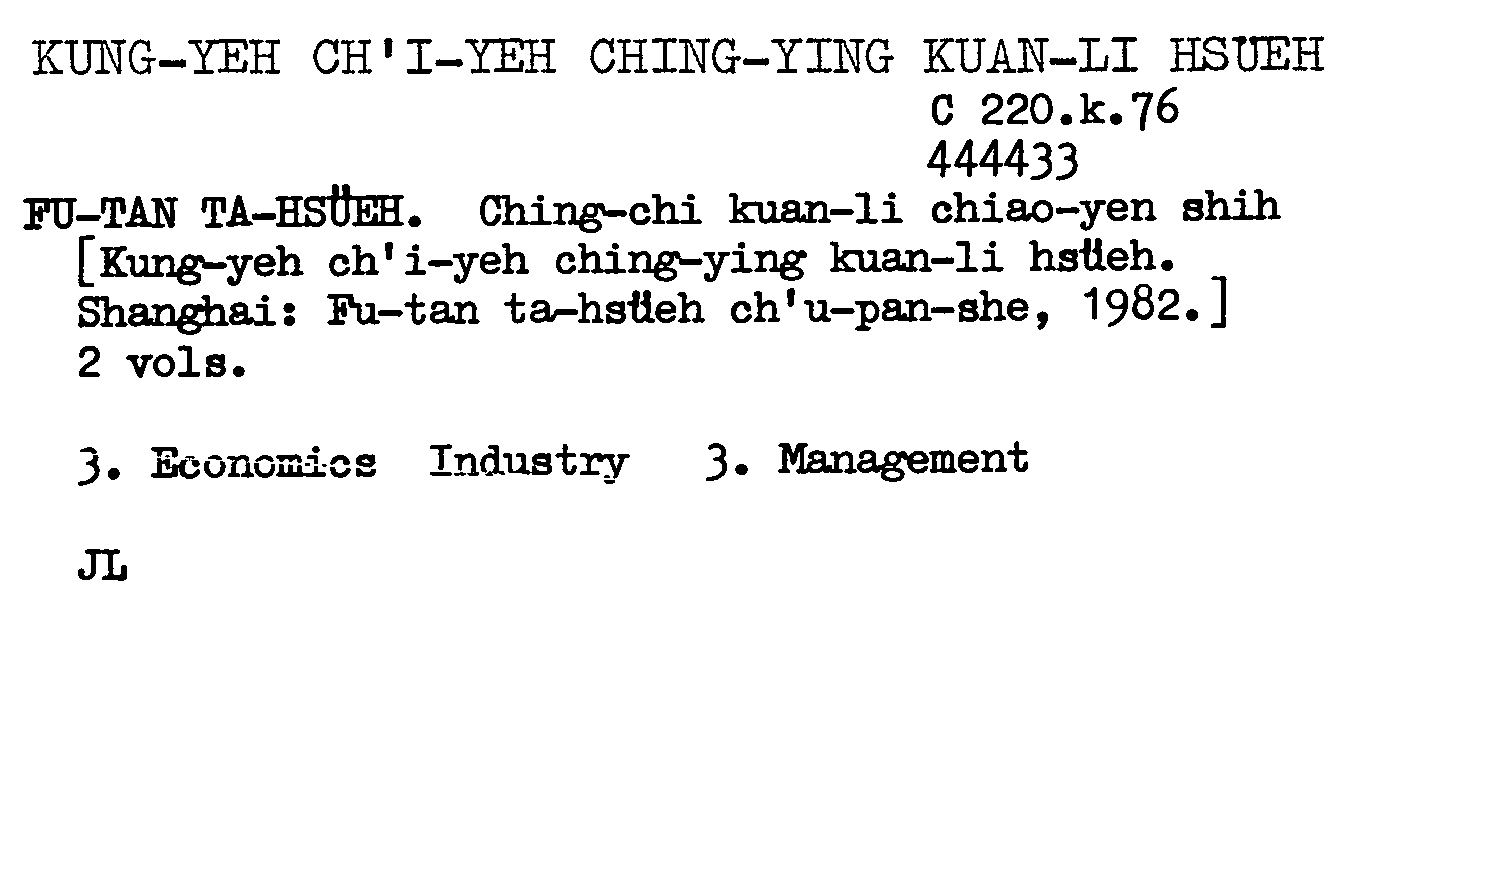 KUNG-YEH CH'I-YEH CHING-YING KUAN-LI HSUEH
C 220.k.76
444433
FU-TAN TA-HSÜEH. Ching-chi kuan-li chiao-yen shih
[Kung-yeh ch'i-yeh ching-ying kuan-li hsüeh.
Shanghai: Fu-tan ta-hsüeh ch'u-pan-she, 1982.]
2 vols.
3. Economics Industry 3. Management
JL